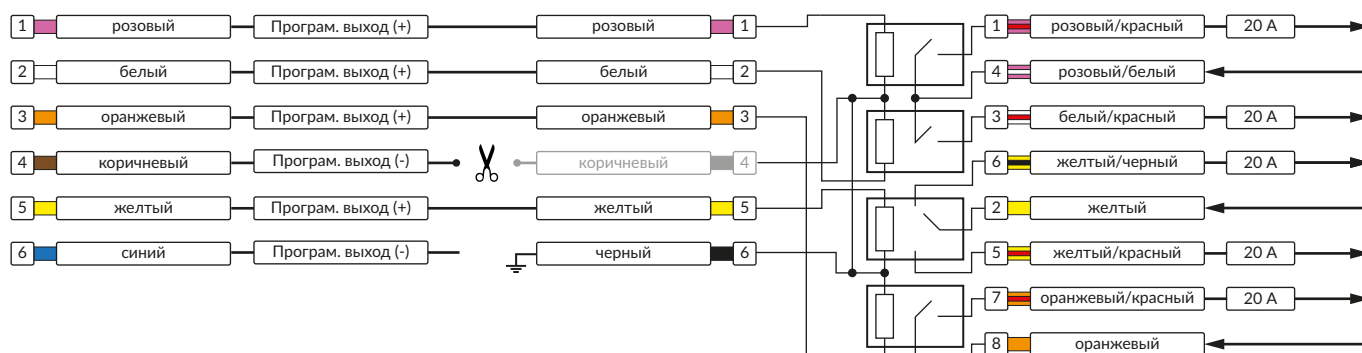 1 розовый Програм. выход (+) розовый 1 1 розовый/красный 20 А
2 белый Програм. выход (+) белый 2 4 розовый/белый
3 оранжевый Програм. выход (+) оранжевый 3 3 белый/красный 20 А
4 коричневый Програм. выход (-) коричневый 4 6 желтый/черный 20 А
5 желтый Програм. выход (+) желтый 5 2 желтый
6 синий Програм. выход (-) черный 6 5 желтый/красный 20 А
7 оранжевый/красный 20 А
8 оранжевый